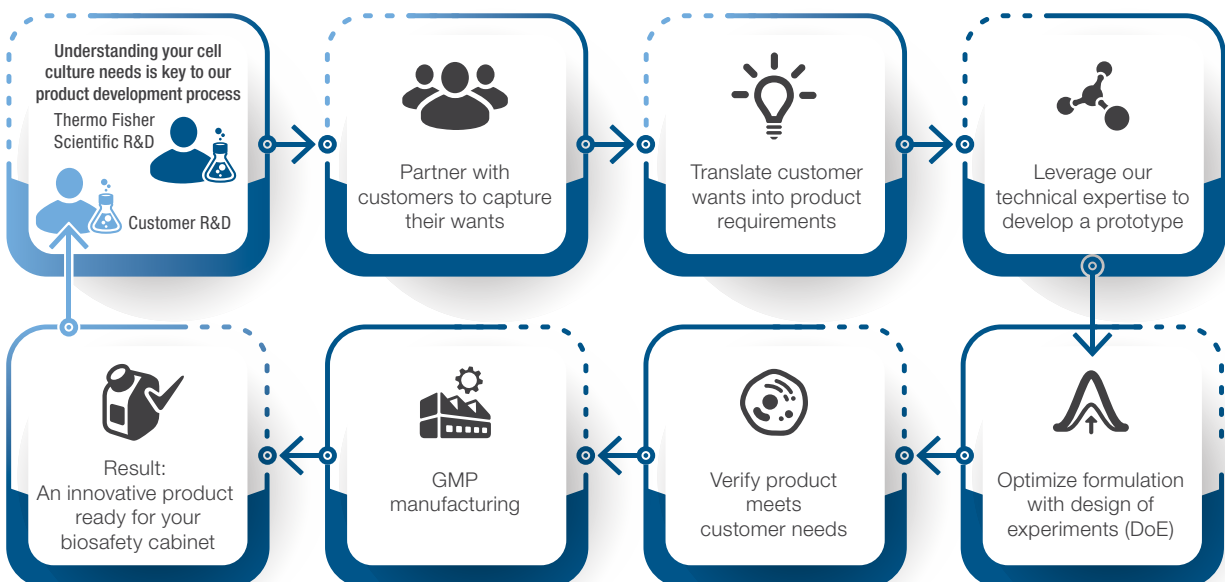 Understanding your cell
culture needs is key to our
product development process
Thermo Fisher
Scientific R&D
Customer R&D
Partner with
customers to capture
their wants
Translate customer
wants into product
requirements
Leverage our
technical expertise to
develop a prototype
Optimize formulation
with design of
experiments (DoE)
Verify product
meets
customer needs
GMP
manufacturing
Result:
An innovative product
ready for your
biosafety cabinet